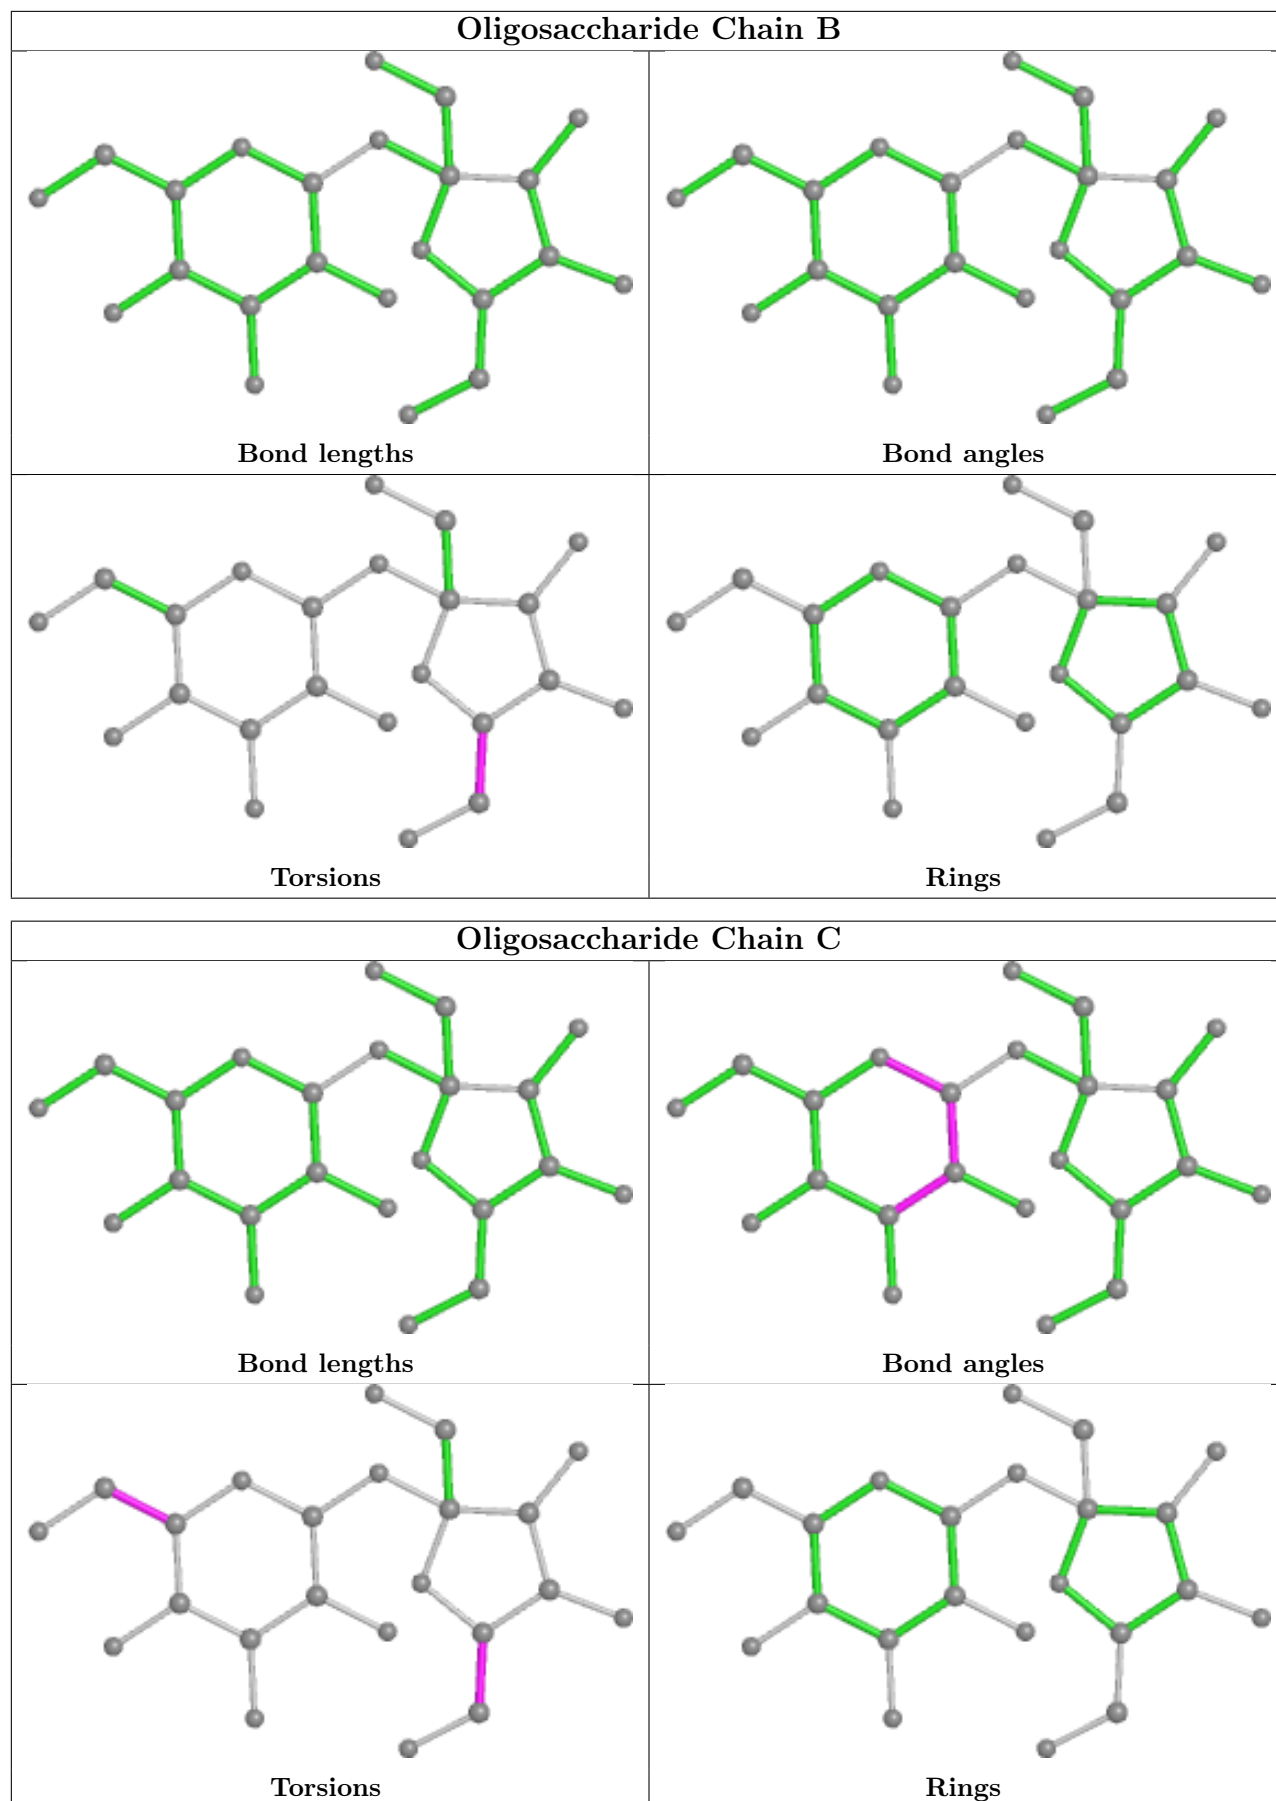 Oligosaccharide Chain B
Bond lengths
Bond angles
Torsions
Rings
Oligosaccharide Chain C
Bond lengths
Bond angles
Torsions
Rings